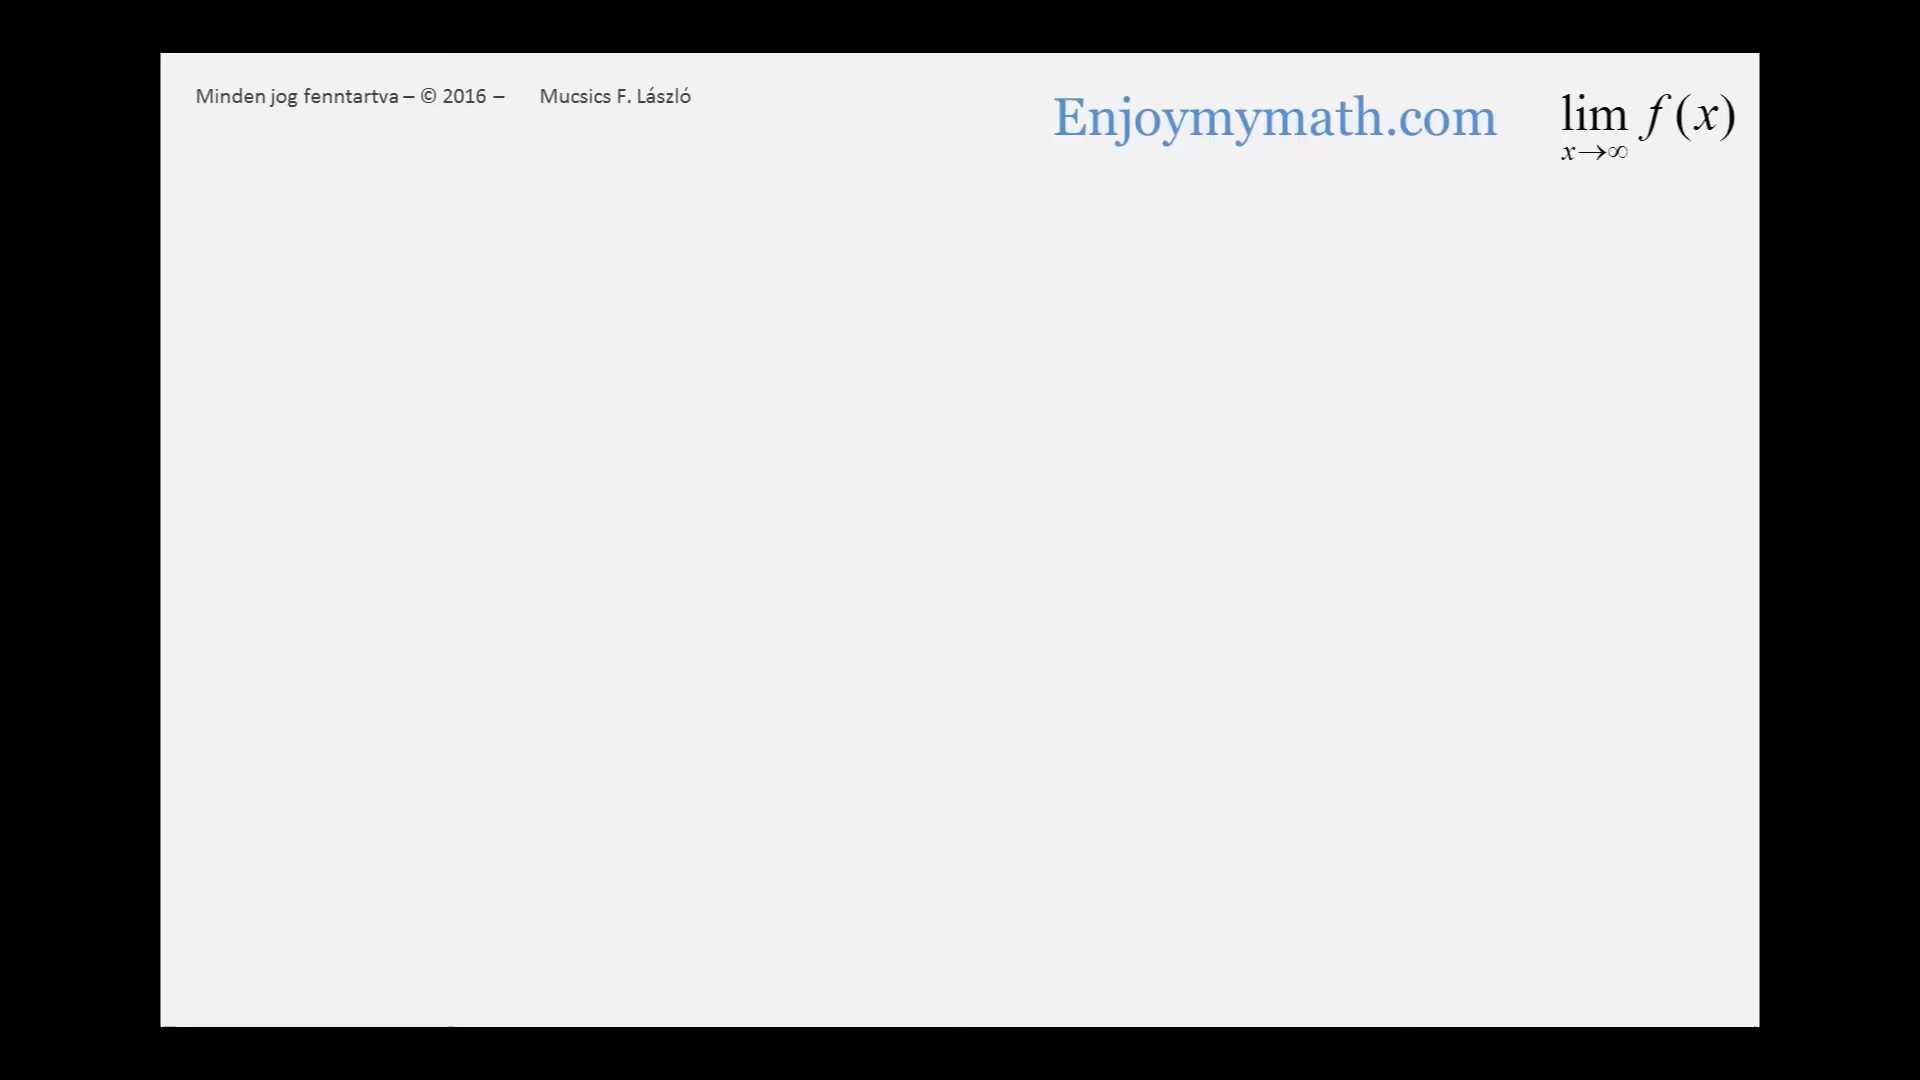 Minden jog fenntartva – © 2016 – Mucsics F. László
Enjoymymath.com
lim f(x)
x→∞